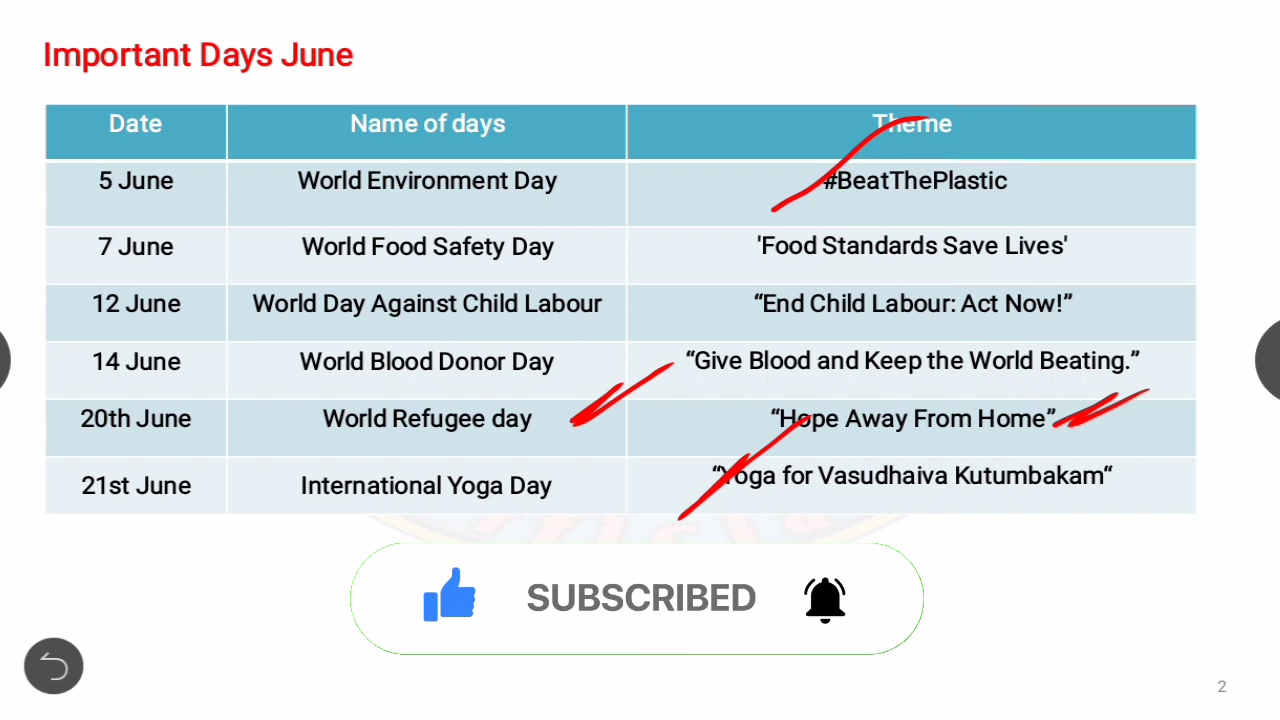 Important Days June
Date Name of days Theme
5 June World Environment Day #BeatThePlastic
7 June World Food Safety Day 'Food Standards Save Lives'
12 June World Day Against Child Labour “End Child Labour: Act Now!”
14 June World Blood Donor Day “Give Blood and Keep the World Beating.”
20th June World Refugee day “Hope Away From Home”
21st June International Yoga Day “Yoga for Vasudhaiva Kutumbakam“
SUBSCRIBED
2